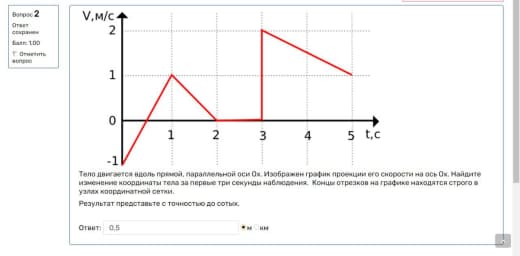 Вопрос 2
Ответ
сохранен
Балл: 1,00
Отметить
вопрос
V,м/с
2
1
0
-1
1 2 3 4 5 t,с
Тело двигается вдоль прямой, параллельной оси Ox. Изображен график проекции его скорости на ось Ox. Найдите
изменение координаты тела за первые три секунды наблюдения. Концы отрезков на графике находятся строго в
узлах координатной сетки.
Результат представьте с точностью до сотых.
Ответ: 0,5 м км